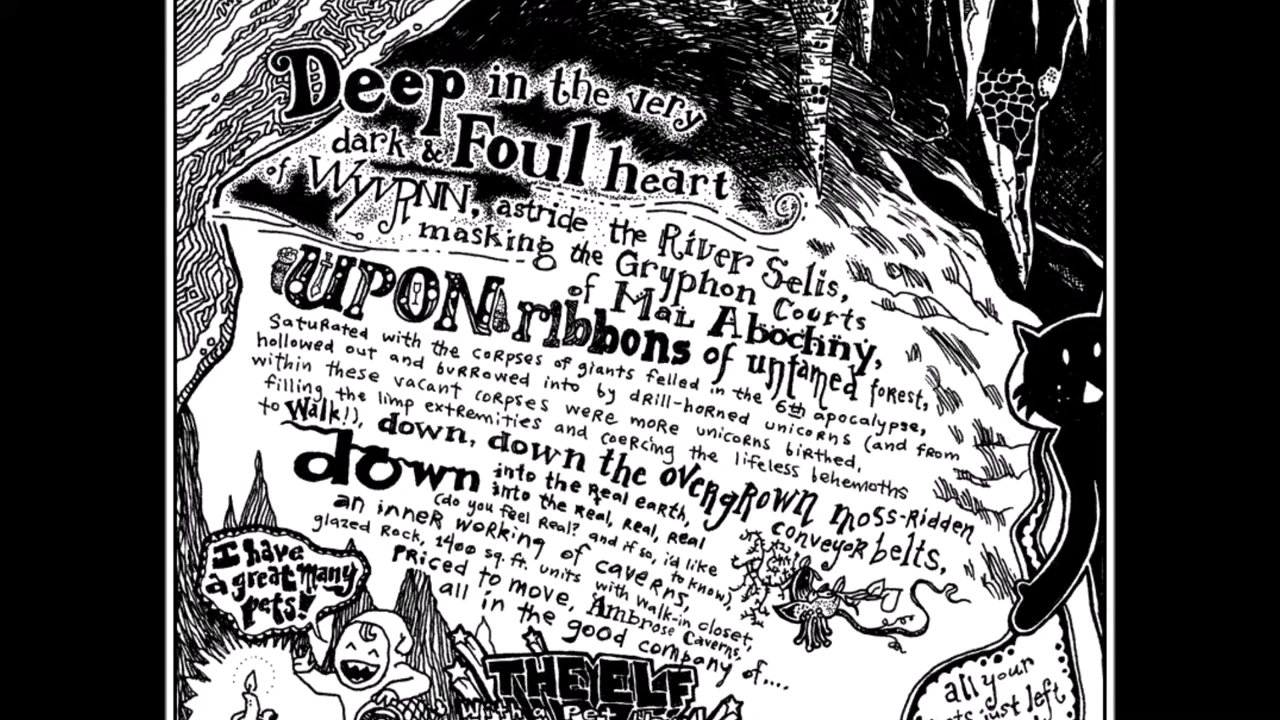 Deep in the very
dark & Foul heart
of WYVRNN, astride the River Selis,
masking the Gryphon Courts
of Mal Abochny,
UPON ribbons of untamed forest,
Saturated with the corpses of giants felled in the 6th apocalypse,
hollowed out and burrowed into by drill-horned unicorns (and from
within these vacant corpses were more unicorns birthed,
filling the limp extremities and coercing the lifeless behemoths
to Walk!), down, down the overgrown moss-ridden
conveyor belts,
down into the real earth,
into the real, real, real
(do you feel real? and if so, i'd like
to know),
an inner working of caverns,
glazed Rock, 1400 sq. ft. units with walk-in closet,
Priced to move, Ambrose Caverns,
all in the good company of....
THE ELF
with a Pet
I have
a great many
pets!
all your
just left